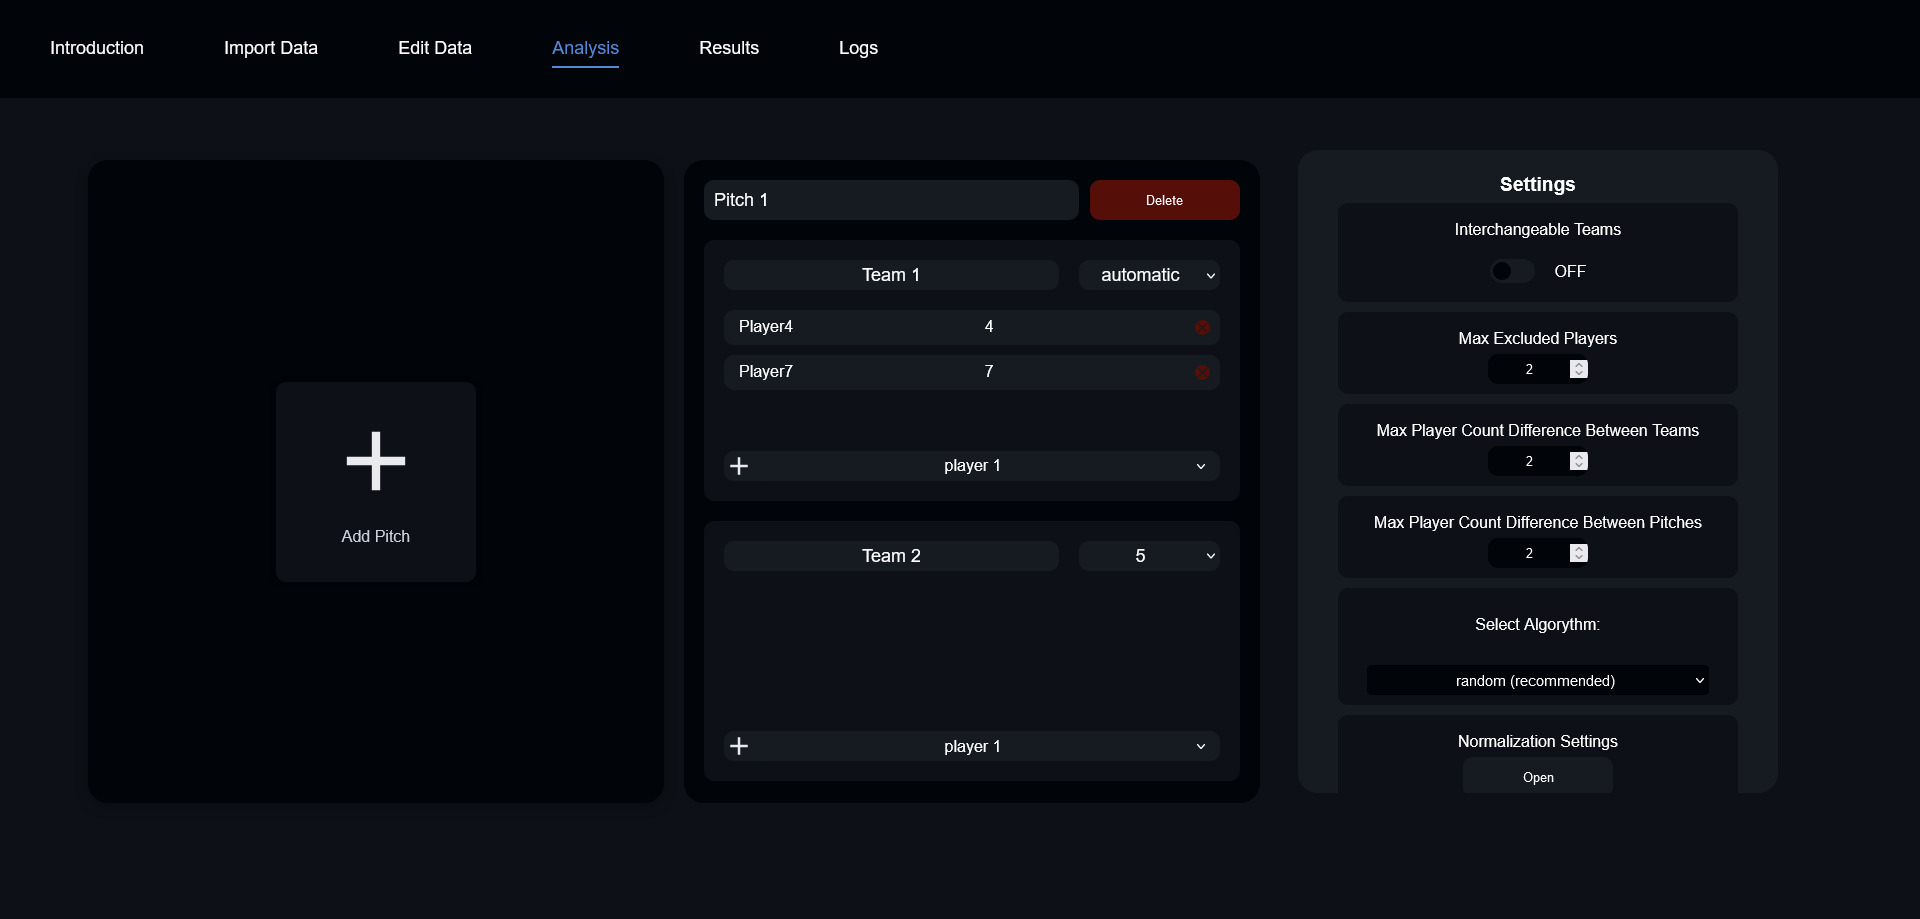 Introduction
Import Data
Edit Data
Analysis
Results
Logs
Add Pitch
Pitch 1
Delete
Team 1
automatic
Player4 4
Player7 7
player 1
Team 2
5
player 1
Settings
Interchangeable Teams
OFF
Max Excluded Players
2
Max Player Count Difference Between Teams
2
Max Player Count Difference Between Pitches
2
Select Algorythm:
random (recommended)
Normalization Settings
Open